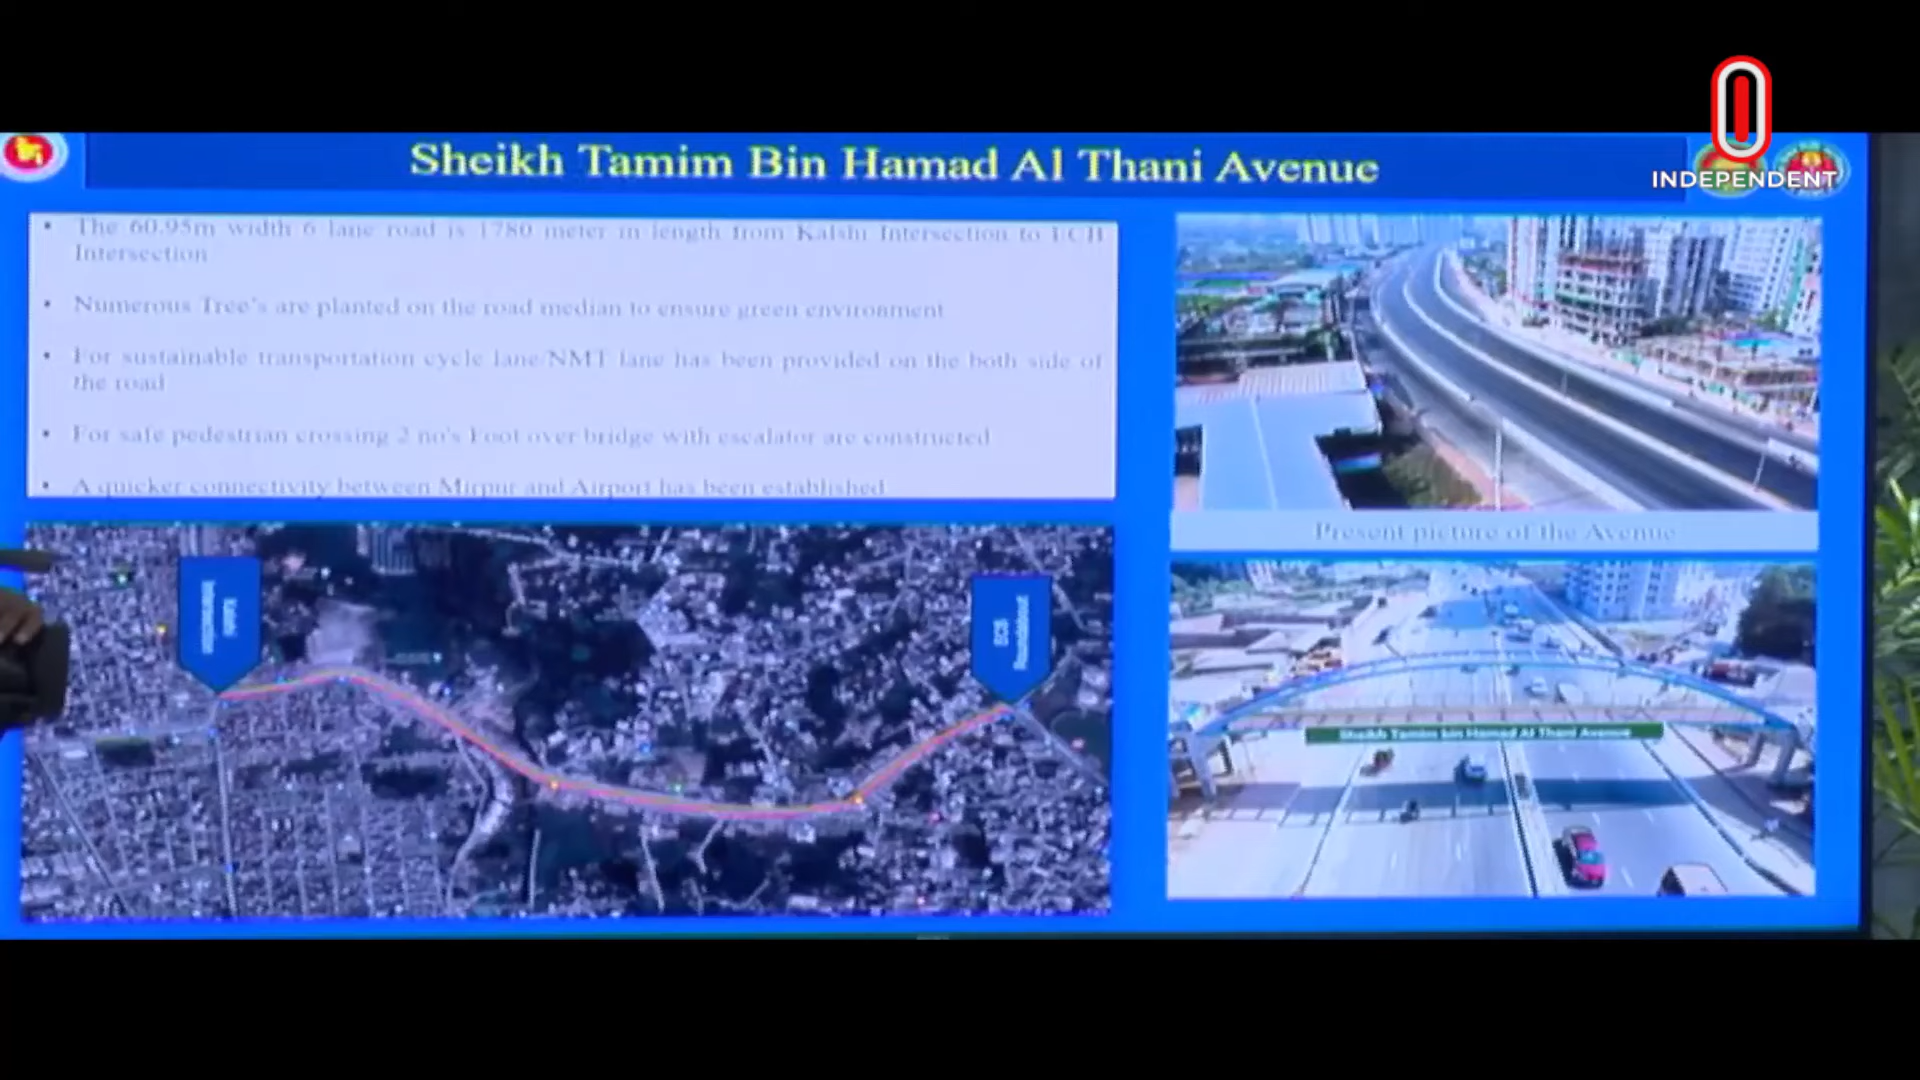 INDEPENDENT
Sheikh Tamim Bin Hamad Al Thani Avenue
• The 60.95m width 6 lane road is 1780 meter in length from Kalshi Intersection to ECB
Intersection
• Numerous Tree's are planted on the road median to ensure green environment
• For sustainable transportation cycle lane/NMT lane has been provided on the both side of
the road
• For safe pedestrian crossing 2 no's Foot over bridge with escalator are constructed
• A quicker connectivity between Mirpur and Airport has been established
Present picture of the Avenue
Kalshi
Intersection
ECB
Roundabout
Sheikh Tamim bin Hamad Al Thani Avenue